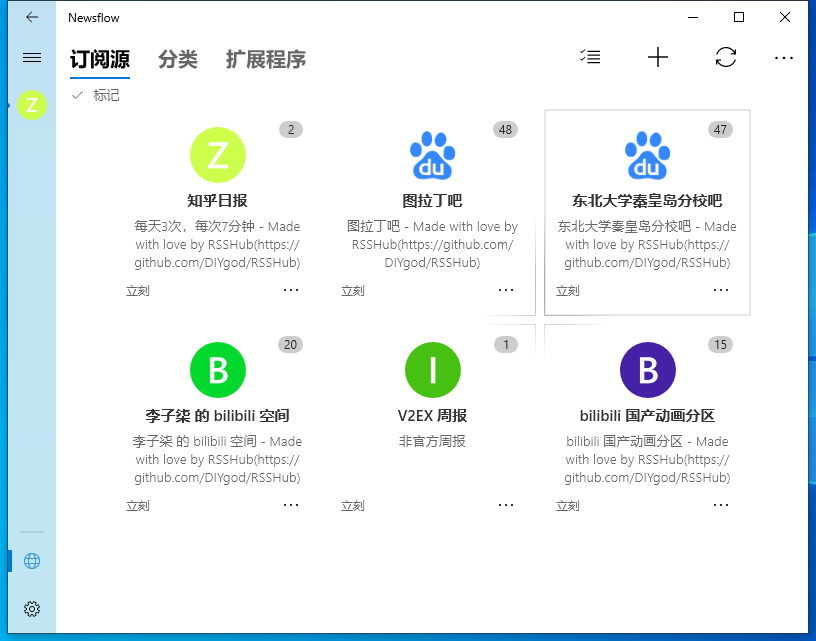 Newsflow
订阅源 分类 扩展程序
标记
Z
2
Z
知乎日报
每天3次，每次7分钟 - Made
with love by RSSHub(https://
github.com/DIYgod/RSSHub)
立刻
48
du
图拉丁吧
图拉丁吧 - Made with love by
RSSHub(https://github.com/
DIYgod/RSSHub)
立刻
47
du
东北大学秦皇岛分校吧
东北大学秦皇岛分校吧 - Made
with love by RSSHub(https://
github.com/DIYgod/RSSHub)
立刻
20
B
李子柒 的 bilibili 空间
李子柒 的 bilibili 空间 - Made
with love by RSSHub(https://
github.com/DIYgod/RSSHub)
立刻
1
I
V2EX 周报
非官方周报
立刻
15
B
bilibili 国产动画分区
bilibili 国产动画分区 - Made
with love by RSSHub(https://
github.com/DIYgod/RSSHub)
立刻